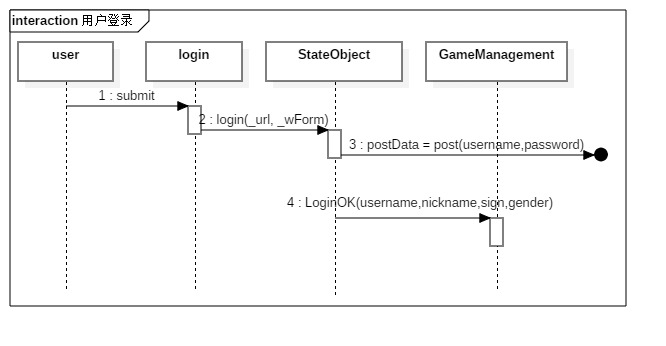 interaction 用户登录
user
login
StateObject
GameManagement
1 : submit
2 : login(_url, _wForm)
3 : postData = post(username,password)
4 : LoginOK(username,nickname,sign,gender)